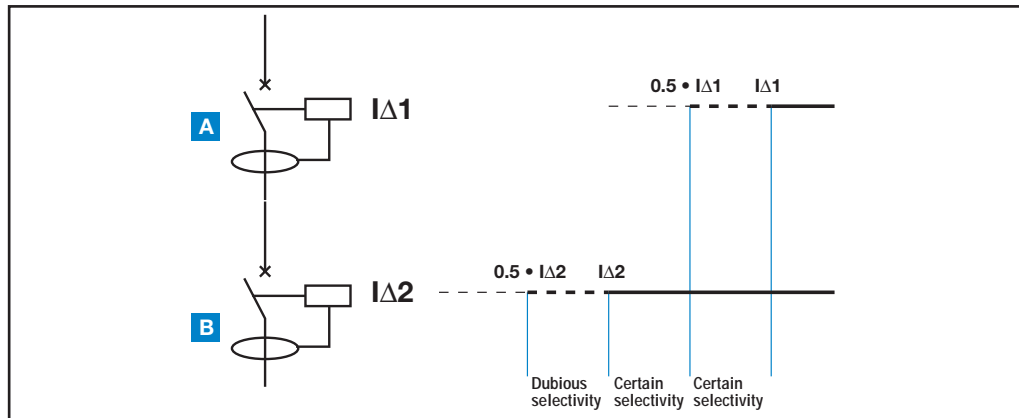 0.5 • IΔ1 IΔ1
IΔ1
A
0.5 • IΔ2 IΔ2
IΔ2
B
Dubious selectivity
Certain selectivity
Certain selectivity